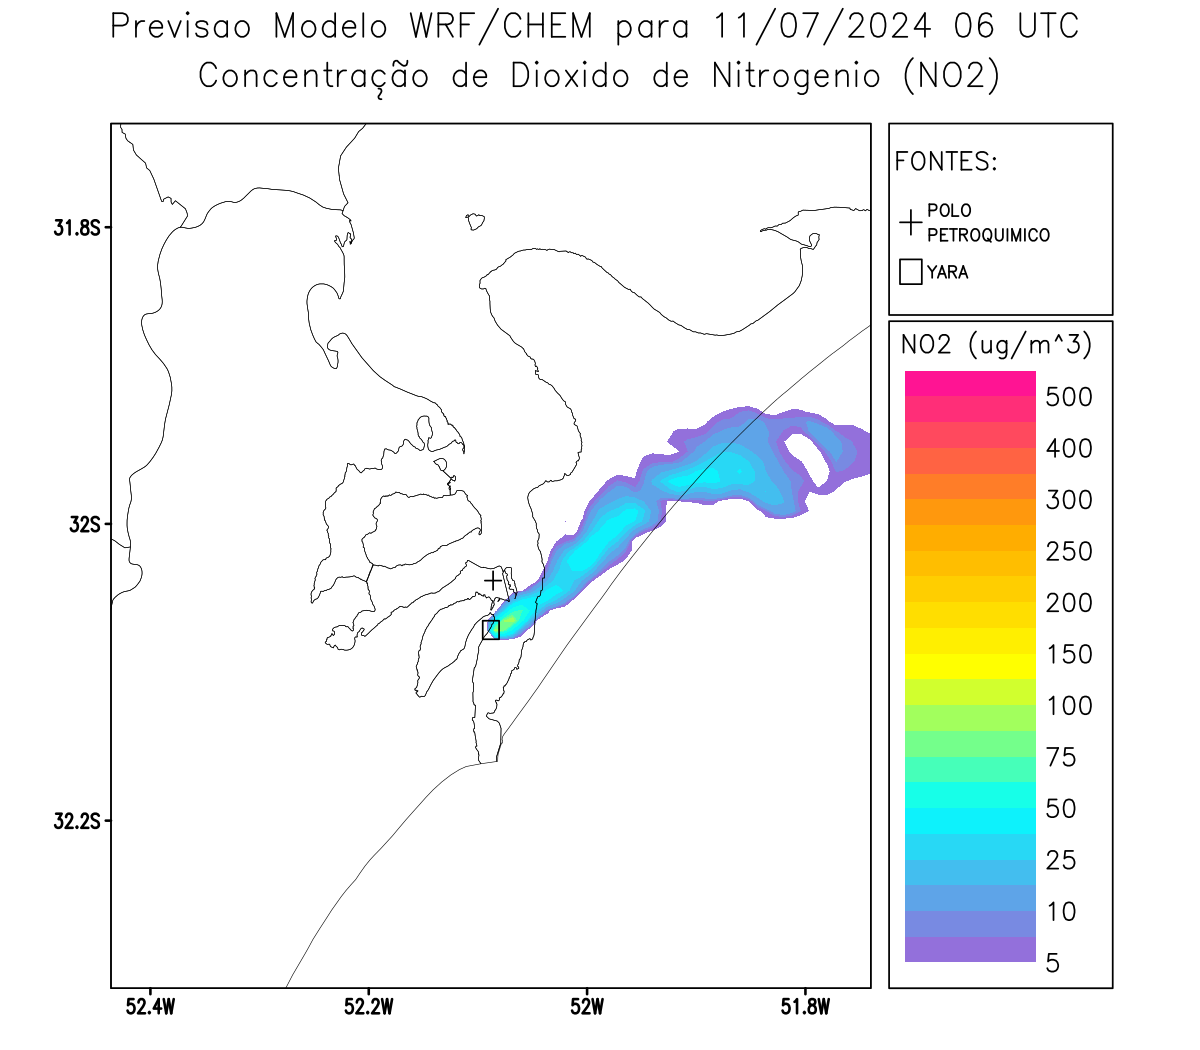 Previsao Modelo WRF/CHEM para 11/07/2024 06 UTC
Concentração de Dioxido de Nitrogenio (NO2)
FONTES:
POLO
PETROQUIMICO
YARA
NO2 (ug/m^3)
500
400
300
250
200
150
100
75
50
25
10
5
31.8S
32S
32.2S
52.4W
52.2W
52W
51.8W